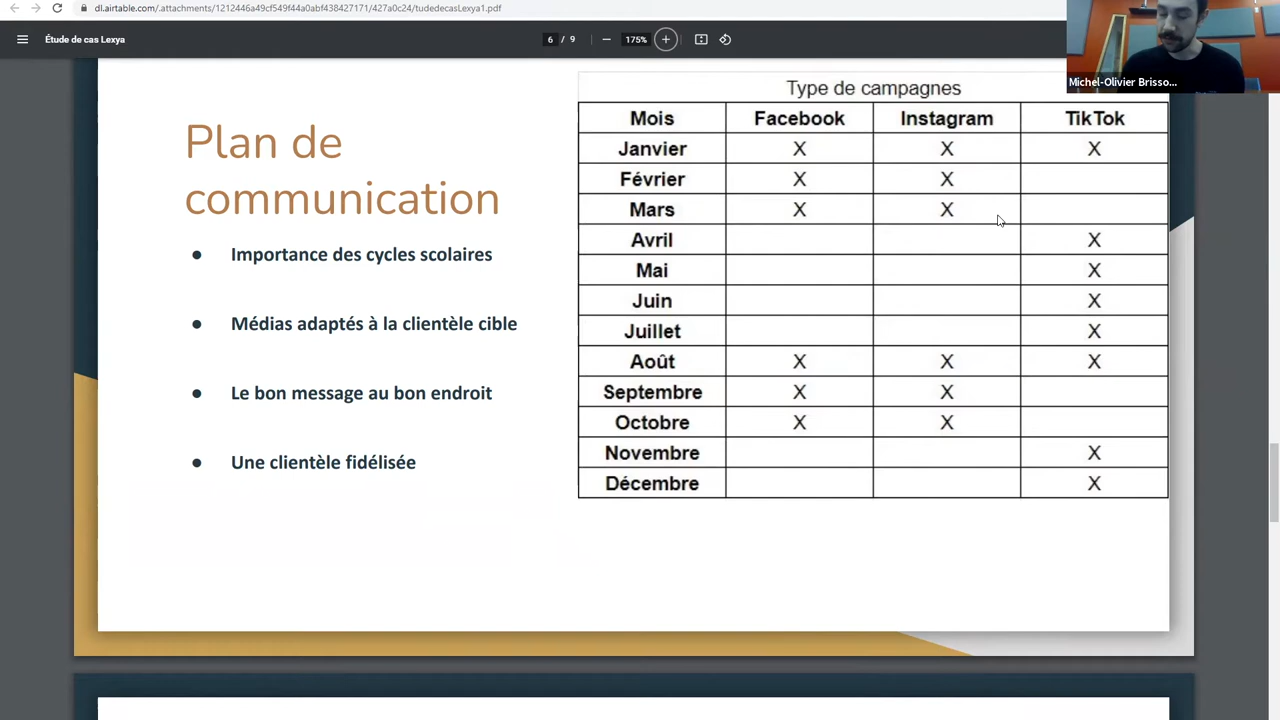 dl.airtable.com/.attachments/1212446a49cf549f44a0abf438427171/427a0c24/tudedecasLexya1.pdf
Étude de cas Lexya
6 / 9
175%
Michel-Olivier Brisso...
Plan de
communication
● Importance des cycles scolaires
● Médias adaptés à la clientèle cible
● Le bon message au bon endroit
● Une clientèle fidélisée
Type de campagnes
Mois Facebook Instagram TikTok
Janvier X X X
Février X X
Mars X X
Avril X
Mai X
Juin X
Juillet X
Août X X X
Septembre X X
Octobre X X
Novembre X
Décembre X